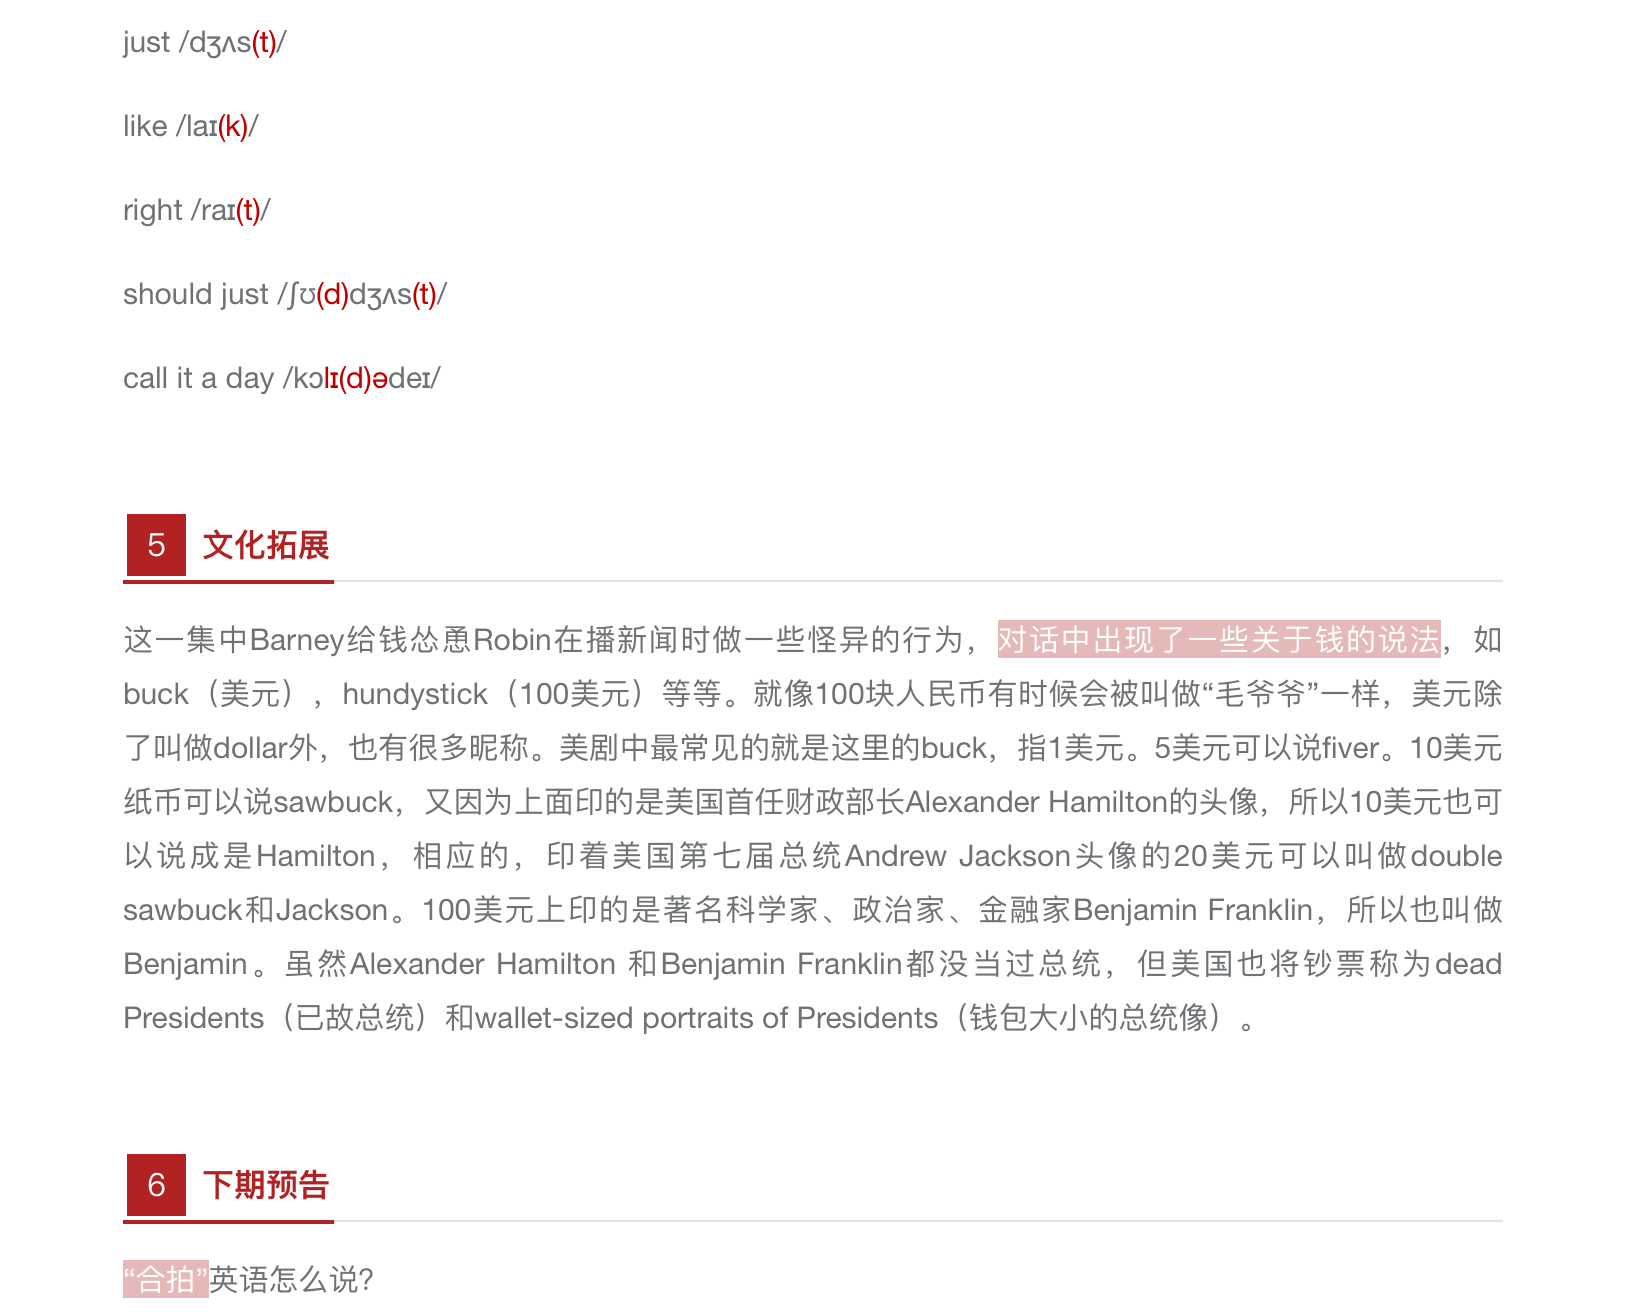 just /dʒʌs(t)/
like /laɪ(k)/
right /raɪ(t)/
should just /ʃʊ(d)dʒʌs(t)/
call it a day /kɔlɪ(d)ədeɪ/
5 文化拓展
这一集中Barney给钱怂恿Robin在播新闻时做一些怪异的行为，对话中出现了一些关于钱的说法，如
buck（美元），hundystick（100美元）等等。就像100块人民币有时候会被叫做“毛爷爷”一样，美元除
了叫做dollar外，也有很多昵称。美剧中最常见的就是这里的buck，指1美元。5美元可以说fiver。10美元
纸币可以说sawbuck，又因为上面印的是美国首任财政部长Alexander Hamilton的头像，所以10美元也可
以说成是Hamilton，相应的，印着美国第七届总统Andrew Jackson头像的20美元可以叫做double
sawbuck和Jackson。100美元上印的是著名科学家、政治家、金融家Benjamin Franklin，所以也叫做
Benjamin。虽然Alexander Hamilton 和Benjamin Franklin都没当过总统，但美国也将钞票称为dead
Presidents（已故总统）和wallet-sized portraits of Presidents（钱包大小的总统像）。
6 下期预告
“合拍”英语怎么说？